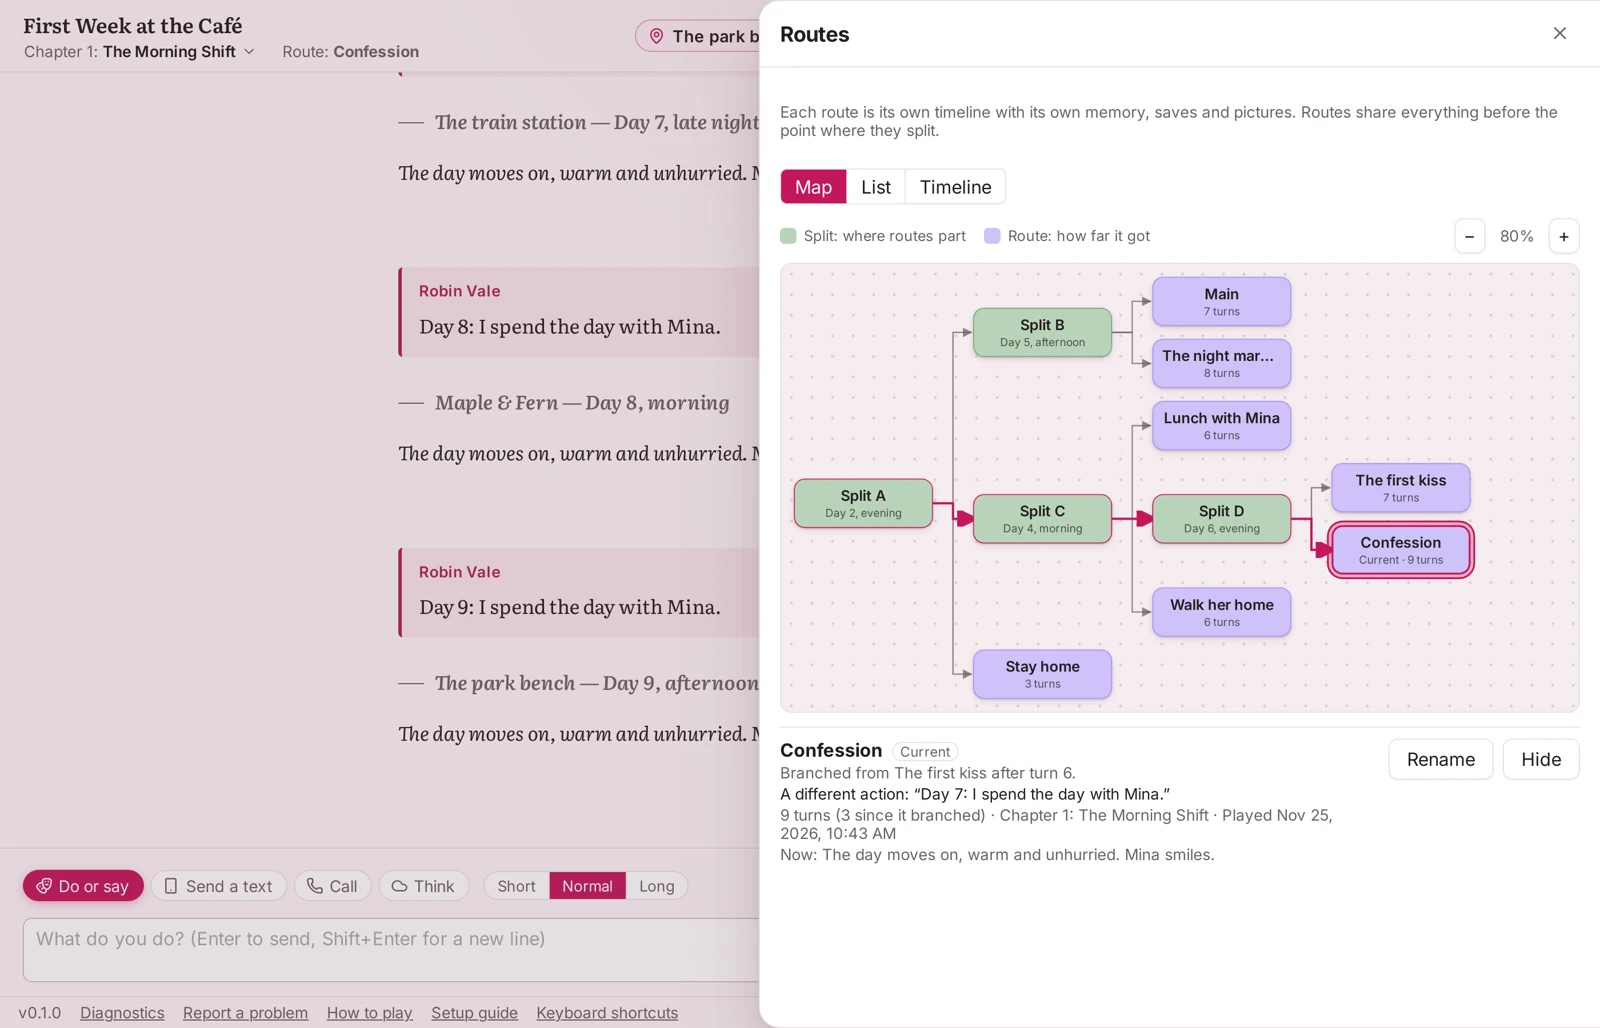 First Week at the Café
Chapter 1: The Morning Shift
Route: Confession
The park b
— The train station — Day 7, late night
The day moves on, warm and unhurried. M
Robin Vale
Day 8: I spend the day with Mina.
— Maple & Fern — Day 8, morning
The day moves on, warm and unhurried. M
Robin Vale
Day 9: I spend the day with Mina.
— The park bench — Day 9, afternoon
The day moves on, warm and unhurried. M
Do or say
Send a text
Call
Think
Short
Normal
Long
What do you do? (Enter to send, Shift+Enter for a new line)
v0.1.0
Diagnostics
Report a problem
How to play
Setup guide
Keyboard shortcuts
Routes
Each route is its own timeline with its own memory, saves and pictures. Routes share everything before the
point where they split.
Map
List
Timeline
Split: where routes part
Route: how far it got
−
80%
+
Main
7 turns
Split B
Day 5, afternoon
The night mar…
8 turns
Lunch with Mina
6 turns
The first kiss
7 turns
Split A
Day 2, evening
Split C
Day 4, morning
Split D
Day 6, evening
Confession
Current · 9 turns
Walk her home
6 turns
Stay home
3 turns
Confession
Current
Rename
Hide
Branched from The first kiss after turn 6.
A different action: “Day 7: I spend the day with Mina.”
9 turns (3 since it branched) · Chapter 1: The Morning Shift · Played Nov 25,
2026, 10:43 AM
Now: The day moves on, warm and unhurried. Mina smiles.